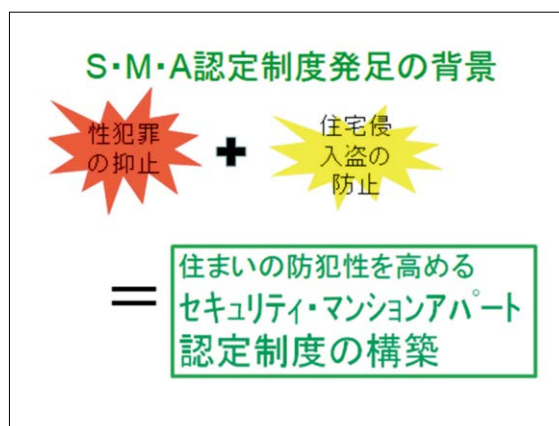 S・M・A認定制度発足の背景
性犯罪
の抑止
+
住宅侵
入盗の
防止
=
住まいの防犯性を高める
セキュリティ・マンションアパート
認定制度の構築